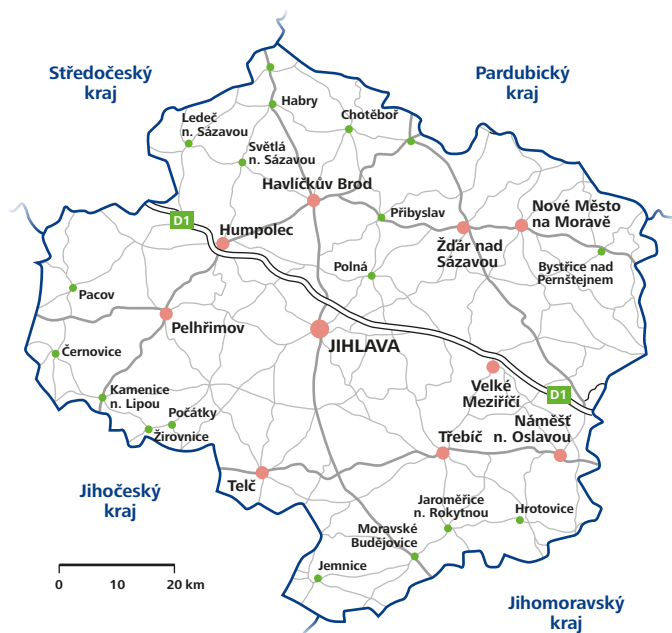 Středočeský
kraj
Pardubický
kraj
Habry
Chotěboř
Ledeč
n. Sázavou
Světlá
n. Sázavou
Havlíčkův Brod
Přibyslav
Nové Město
na Moravě
D1
Humpolec
Žďár nad
Sázavou
Bystřice nad
Pernštejnem
Polná
Pacov
Pelhřimov
JIHLAVA
Černovice
Velké
Meziříčí
D1
Kamenice
n. Lipou
Počátky
Žirovnice
Náměšť
n. Oslavou
Třebíč
Telč
Jihočeský
kraj
Jaroměřice
n. Rokytnou
Hrotovice
Moravské
Budějovice
Jemnice
0 10 20 km
Jihomoravský
kraj